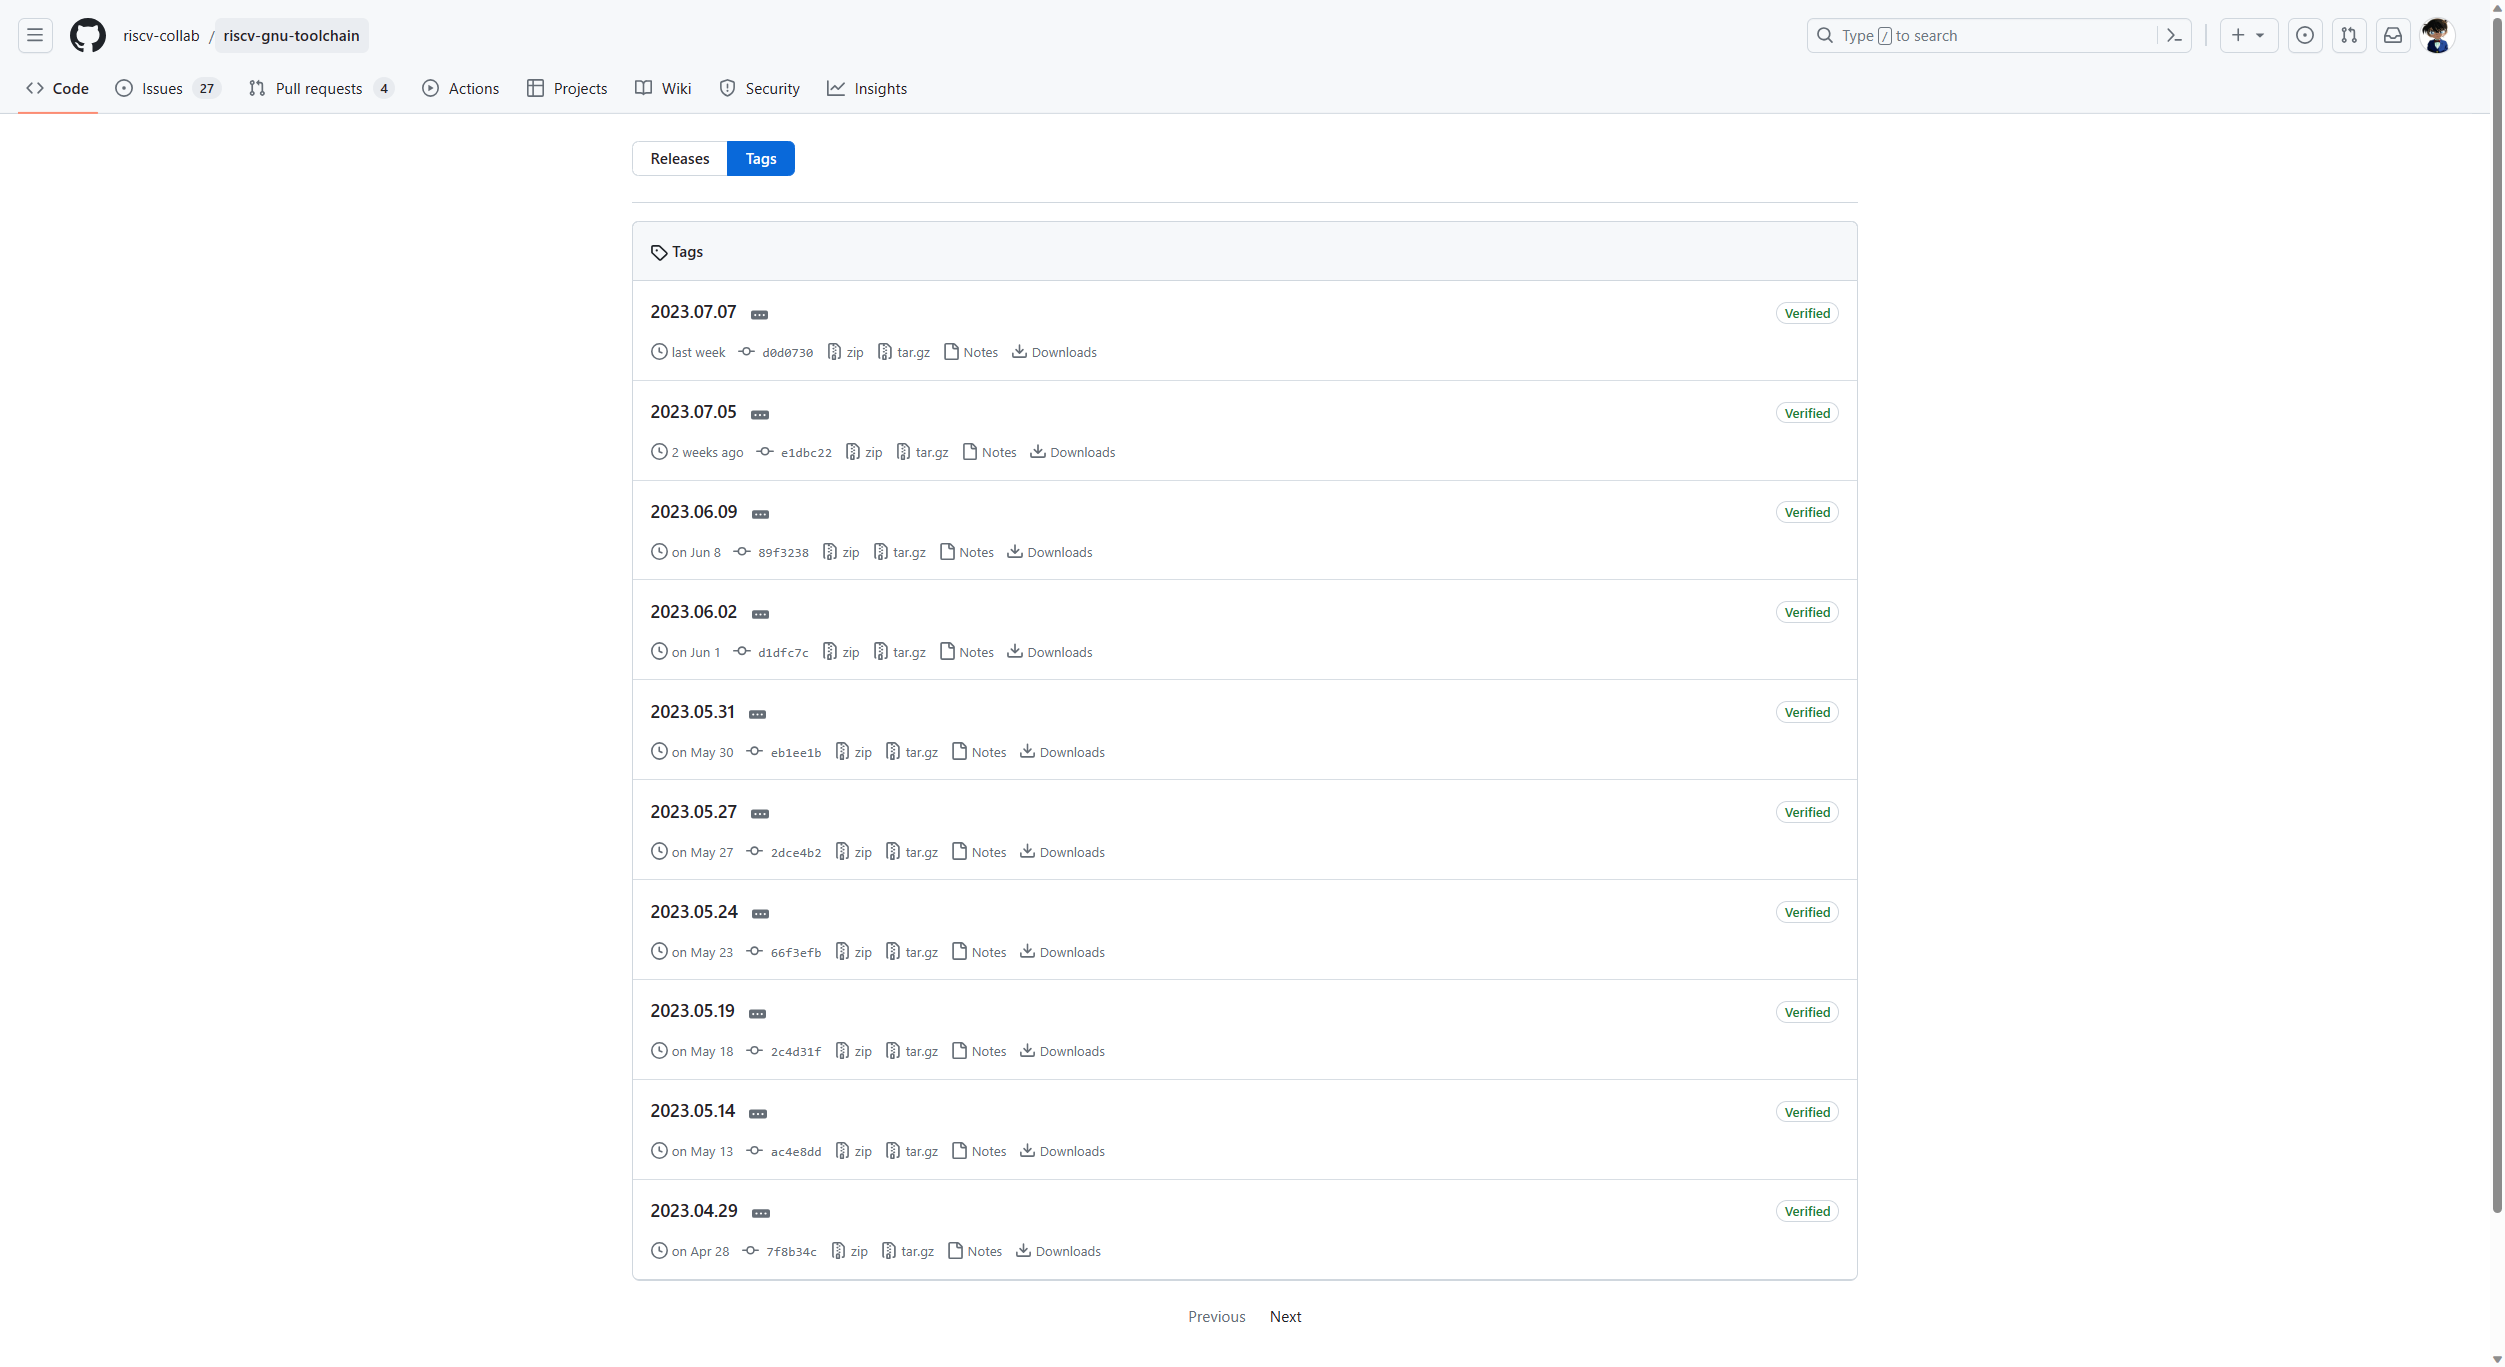 riscv-collab / riscv-gnu-toolchain
Type / to search
Code
Issues 27
Pull requests 4
Actions
Projects
Wiki
Security
Insights
Releases
Tags
Tags
2023.07.07
Verified
last week d0d0730 zip tar.gz Notes Downloads
2023.07.05
Verified
2 weeks ago e1dbc22 zip tar.gz Notes Downloads
2023.06.09
Verified
on Jun 8 89f3238 zip tar.gz Notes Downloads
2023.06.02
Verified
on Jun 1 d1dfc7c zip tar.gz Notes Downloads
2023.05.31
Verified
on May 30 eb1ee1b zip tar.gz Notes Downloads
2023.05.27
Verified
on May 27 2dce4b2 zip tar.gz Notes Downloads
2023.05.24
Verified
on May 23 66f3efb zip tar.gz Notes Downloads
2023.05.19
Verified
on May 18 2c4d31f zip tar.gz Notes Downloads
2023.05.14
Verified
on May 13 ac4e8dd zip tar.gz Notes Downloads
2023.04.29
Verified
on Apr 28 7f8b34c zip tar.gz Notes Downloads
Previous Next